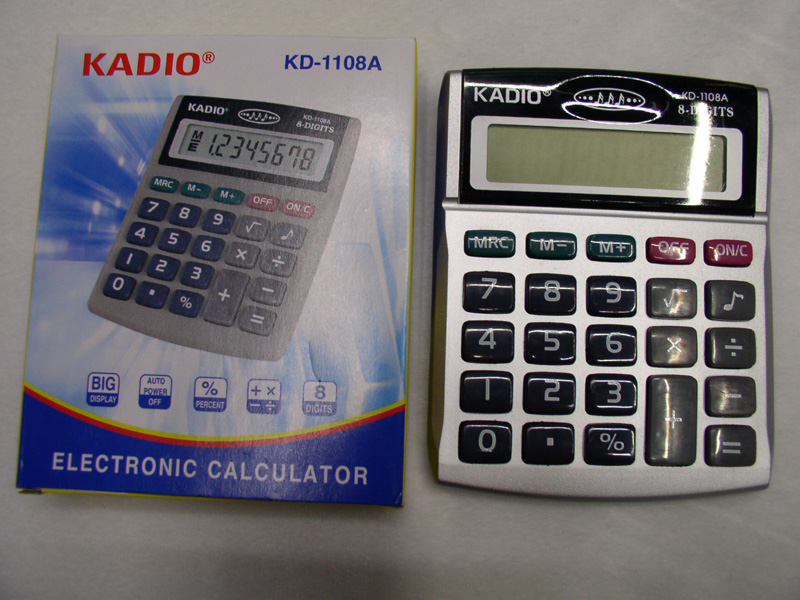 KADIO® KD-1108A
KADIO® KD-1108A
8-DIGITS
M
E 1.2345678
MRC M- M+ OFF ON/C
7 8 9 √ ♪
4 5 6 × ÷
1 2 3 + −
0 . % =
BIG
DISPLAY
AUTO
POWER
OFF
%
PERCENT
+ ×
− ÷
8
DIGITS
ELECTRONIC CALCULATOR
KADIO® KD-1108A
8-DIGITS
MRC M- M+ OFF ON/C
7 8 9 √ ♪
4 5 6 × ÷
1 2 3 + −
0 . % =